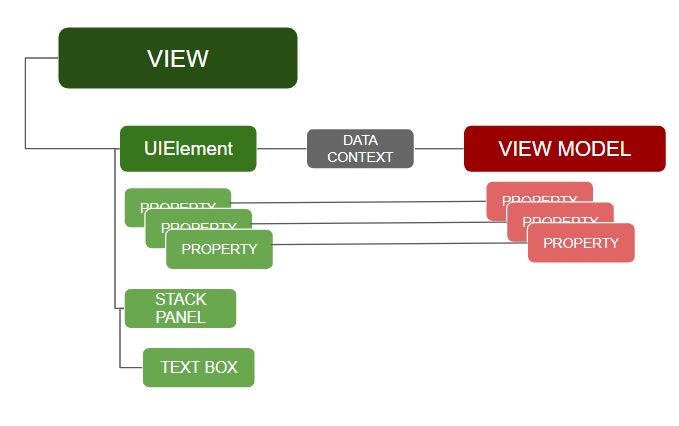 VIEW
UIElement
DATA
CONTEXT
VIEW MODEL
PROPERTY
PROPERTY
PROPERTY
PROPERTY
PROPERTY
PROPERTY
STACK
PANEL
TEXT BOX